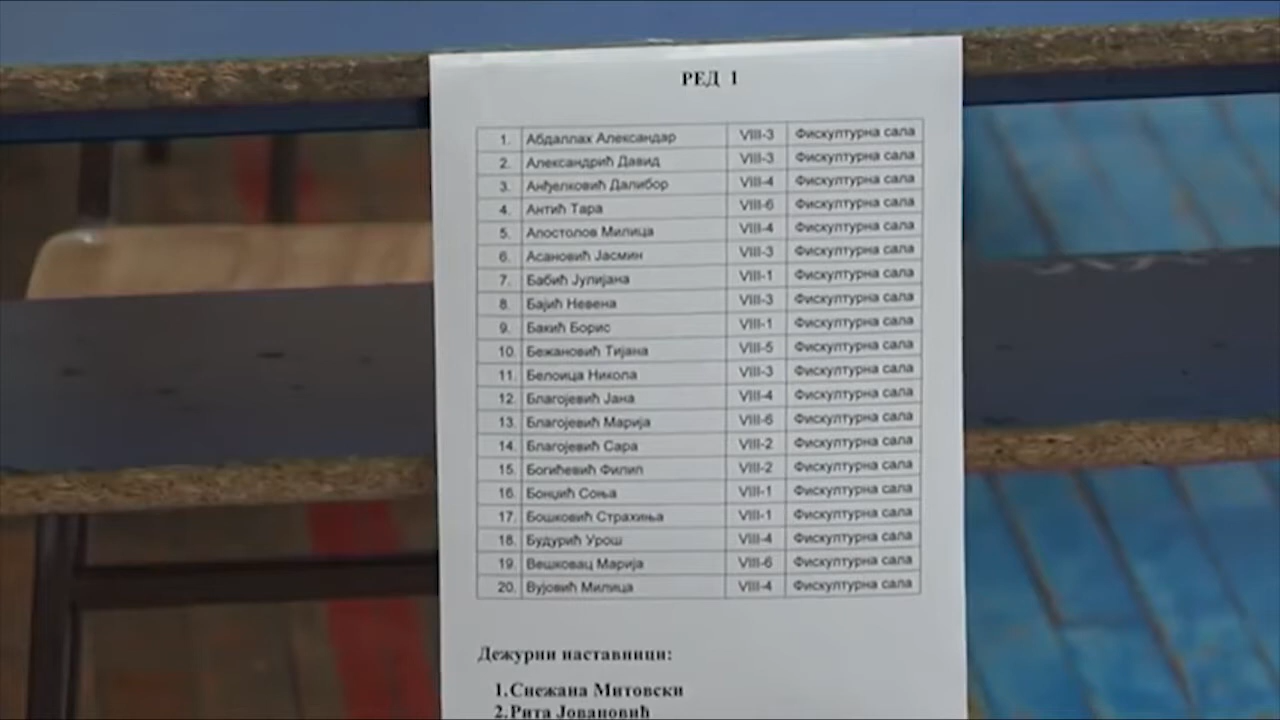 РЕД 1
1. Абдаллах Александар VIII-3 Фискултурна сала
2. Александрић Давид VIII-3 Фискултурна сала
3. Анђелковић Далибор VIII-4 Фискултурна сала
4. Антић Тара VIII-6 Фискултурна сала
5. Апостолов Милица VIII-4 Фискултурна сала
6. Асановић Јасмин VIII-3 Фискултурна сала
7. Бабић Јулијана VIII-1 Фискултурна сала
8. Бајић Невена VIII-3 Фискултурна сала
9. Бакић Борис VIII-1 Фискултурна сала
10. Бежановић Тијана VIII-5 Фискултурна сала
11. Белоица Никола VIII-3 Фискултурна сала
12. Благојевић Јана VIII-4 Фискултурна сала
13. Благојевић Марија VIII-6 Фискултурна сала
14. Благојевић Сара VIII-2 Фискултурна сала
15. Богићевић Филип VIII-2 Фискултурна сала
16. Бонџић Соња VIII-1 Фискултурна сала
17. Бошковић Страхиња VIII-1 Фискултурна сала
18. Будурић Урош VIII-4 Фискултурна сала
19. Вешковац Марија VIII-6 Фискултурна сала
20. Вујовић Милица VIII-4 Фискултурна сала
Дежурни наставници:
1.Снежана Митовски
2.Рита Јовановић